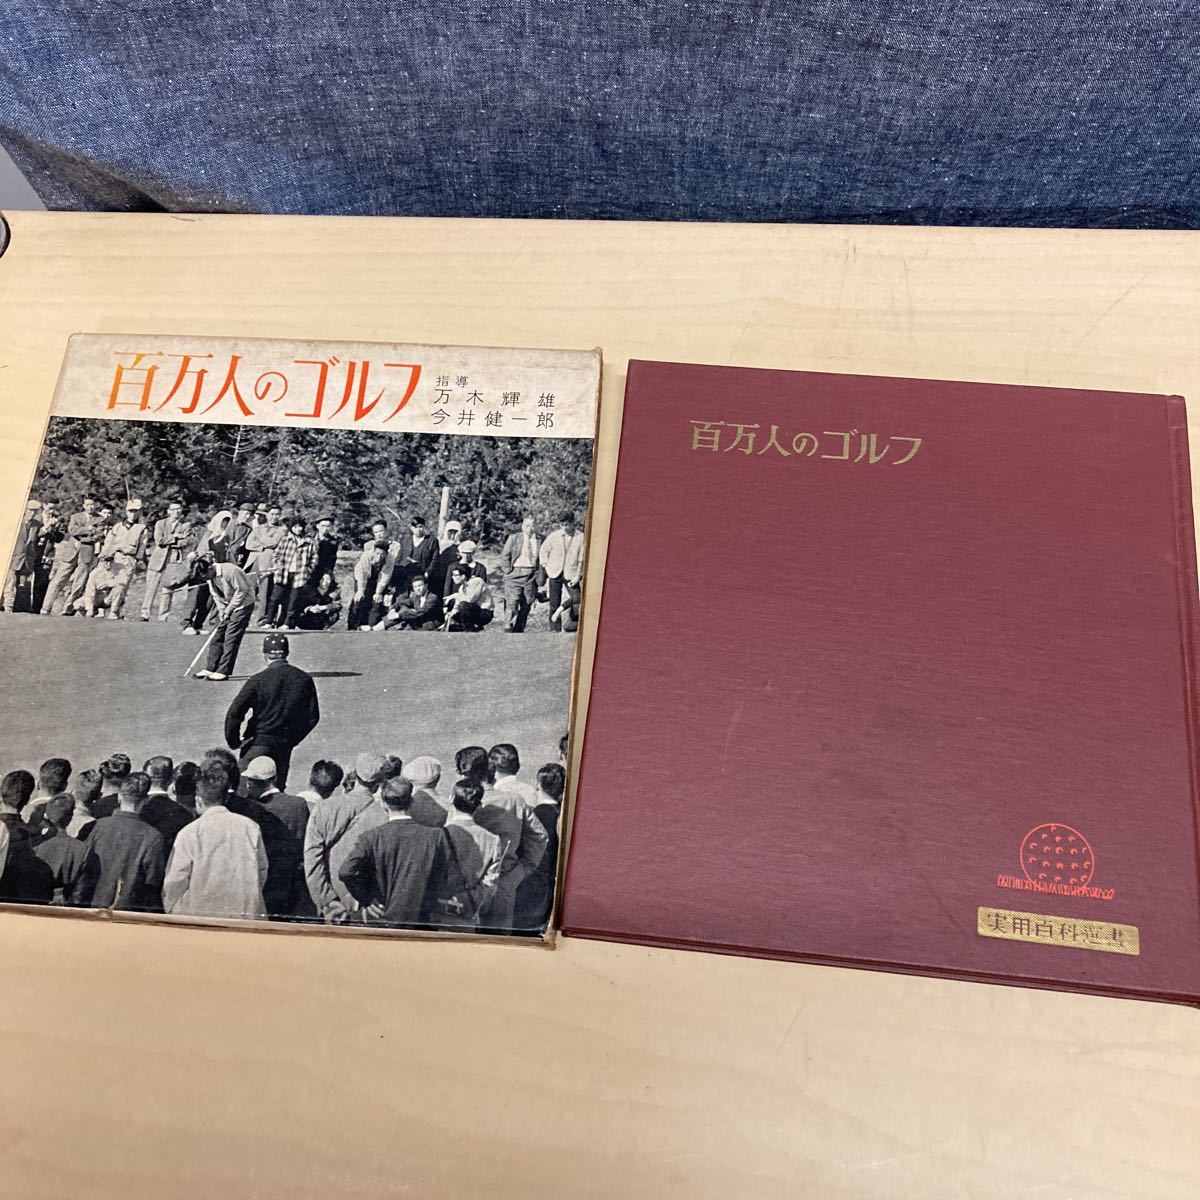 百万人のゴルフ
指導
万木輝雄
今井健一郎
百万人のゴルフ
実用百科選書